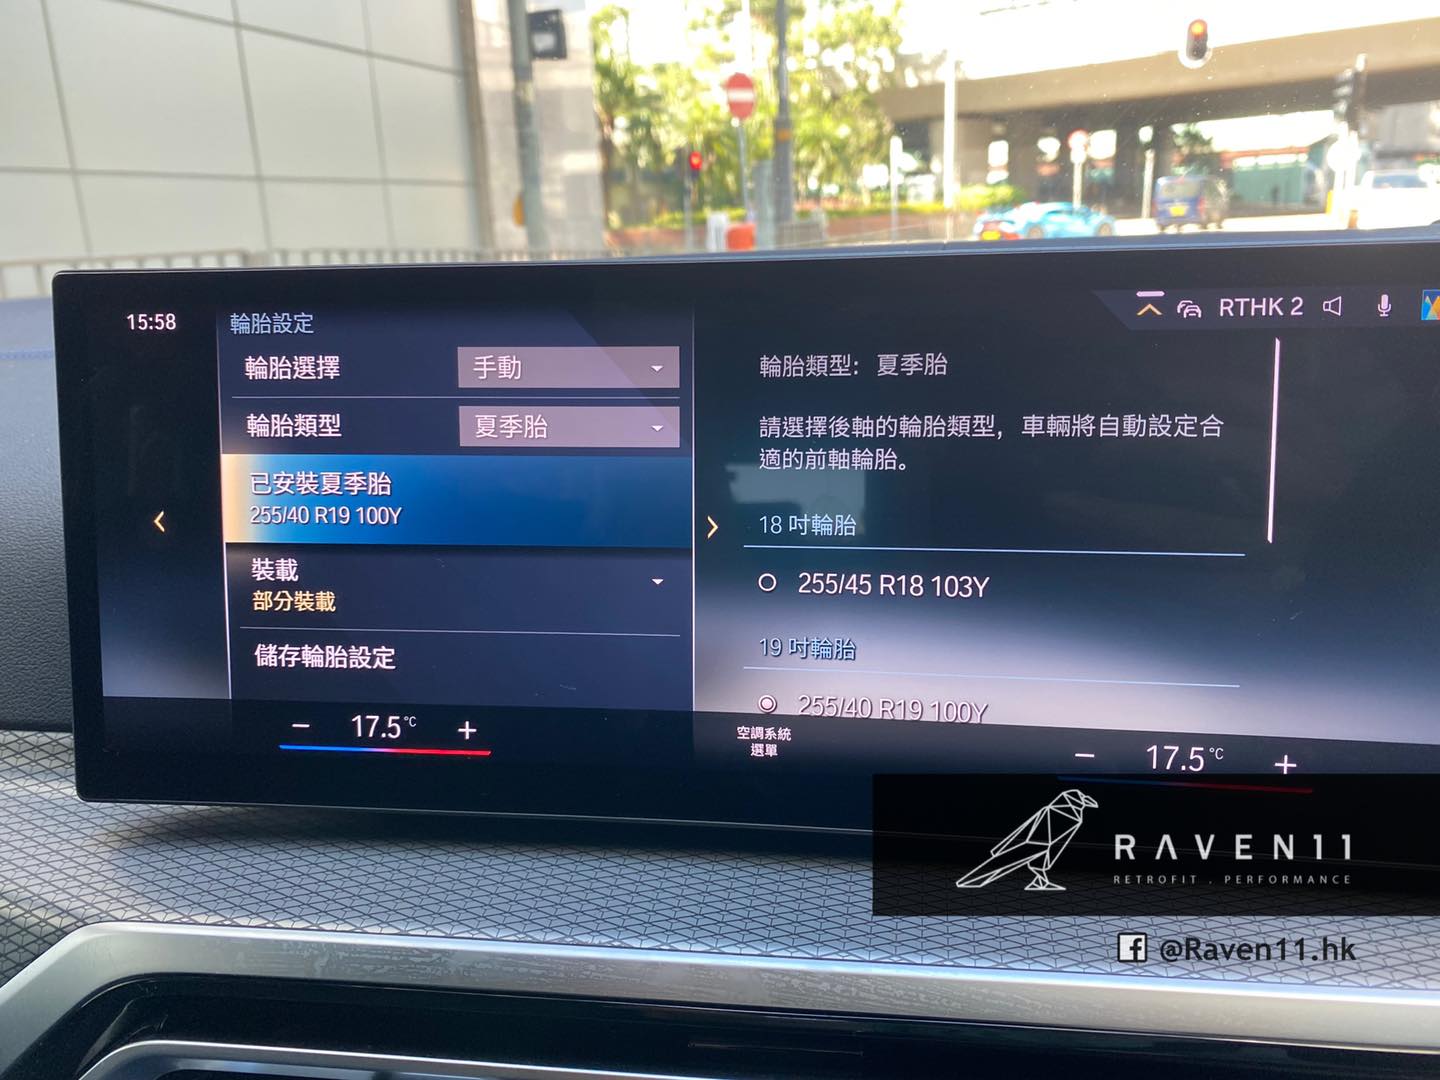 15:58
輪胎設定
輪胎選擇
手動
輪胎類型
夏季胎
已安裝夏季胎
255/40 R19 100Y
裝載
部分裝載
儲存輪胎設定
RTHK 2
輪胎類型: 夏季胎
請選擇後軸的輪胎類型，車輛將自動設定合
適的前軸輪胎。
18 吋輪胎
255/45 R18 103Y
19 吋輪胎
255/40 R19 100Y
− 17.5°C +
空調系統
選單
− 17.5°C +
RAVEN11
RETROFIT . PERFORMANCE
@Raven11.hk